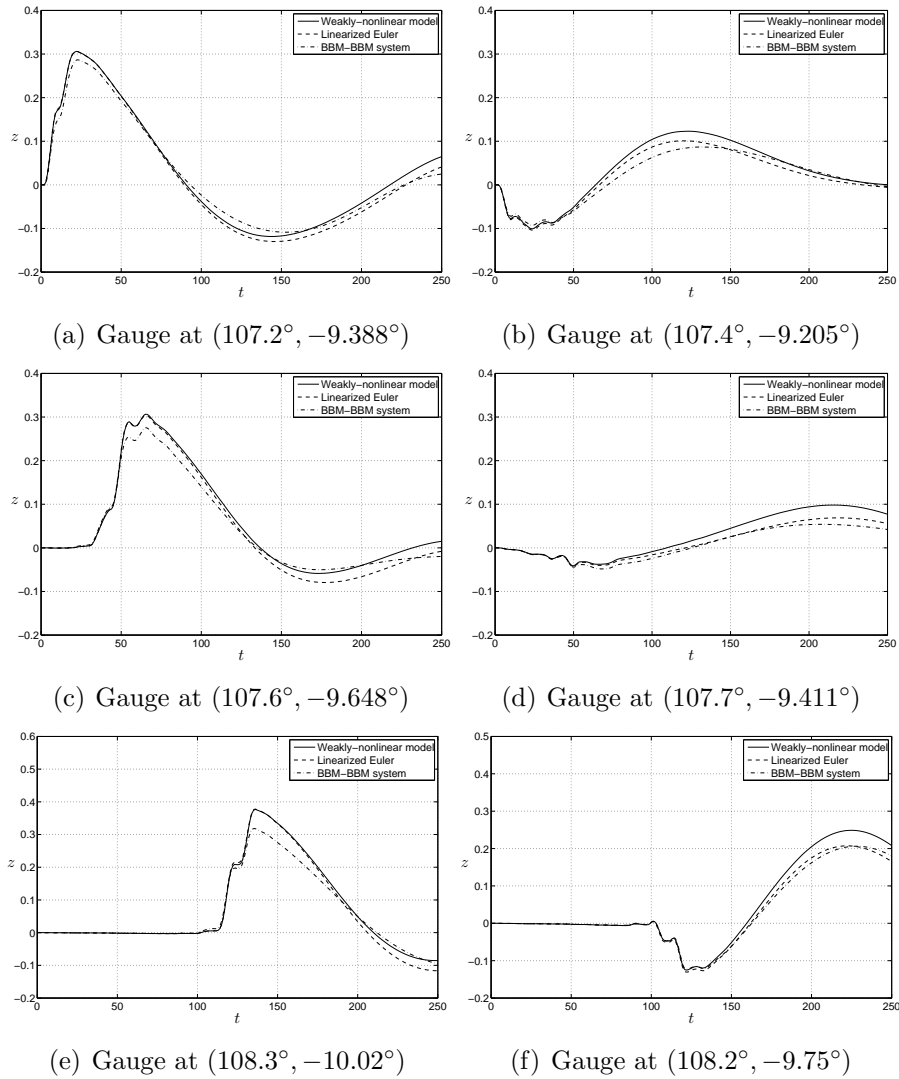 Weakly−nonlinear model
Linearized Euler
BBM−BBM system
0.4
0.3
0.2
0.1
0
−0.1
−0.2
z
0 50 100 150 200 250
t
(a) Gauge at (107.2°, −9.388°)
Weakly−nonlinear model
Linearized Euler
BBM−BBM system
0.4
0.3
0.2
0.1
0
−0.1
−0.2
z
0 50 100 150 200 250
t
(b) Gauge at (107.4°, −9.205°)
Weakly−nonlinear model
Linearized Euler
BBM−BBM system
0.4
0.3
0.2
0.1
0
−0.1
−0.2
z
0 50 100 150 200 250
t
(c) Gauge at (107.6°, −9.648°)
Weakly−nonlinear model
Linearized Euler
BBM−BBM system
0.4
0.3
0.2
0.1
0
−0.1
−0.2
z
0 50 100 150 200 250
t
(d) Gauge at (107.7°, −9.411°)
Weakly−nonlinear model
Linearized Euler
BBM−BBM system
0.6
0.5
0.4
0.3
0.2
0.1
0
−0.1
−0.2
z
0 50 100 150 200 250
t
(e) Gauge at (108.3°, −10.02°)
Weakly−nonlinear model
Linearized Euler
BBM−BBM system
0.5
0.4
0.3
0.2
0.1
0
−0.1
−0.2
z
0 50 100 150 200 250
t
(f) Gauge at (108.2°, −9.75°)